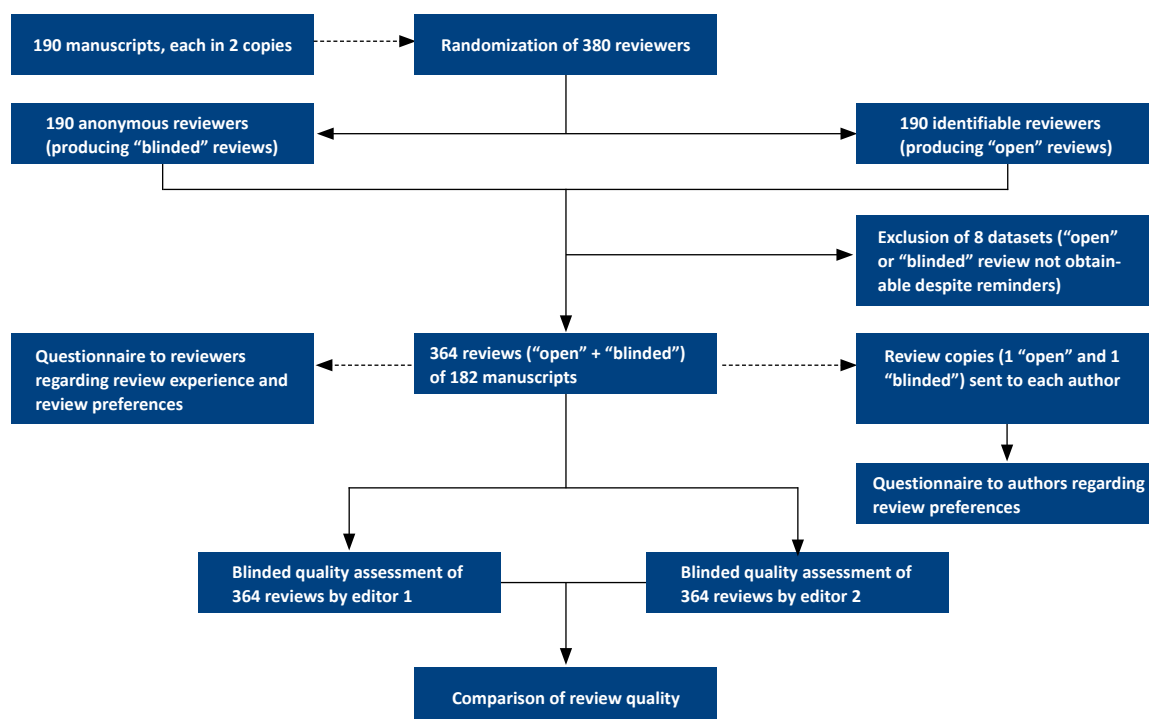 190 manuscripts, each in 2 copies
Randomization of 380 reviewers
190 anonymous reviewers
(producing “blinded” reviews)
190 identifiable reviewers
(producing “open” reviews)
Exclusion of 8 datasets (“open”
or “blinded” review not obtain-
able despite reminders)
Questionnaire to reviewers
regarding review experience and
review preferences
364 reviews (“open” + “blinded”)
of 182 manuscripts
Review copies (1 “open” and 1
“blinded”) sent to each author
Questionnaire to authors regarding
review preferences
Blinded quality assessment of
364 reviews by editor 1
Blinded quality assessment of
364 reviews by editor 2
Comparison of review quality